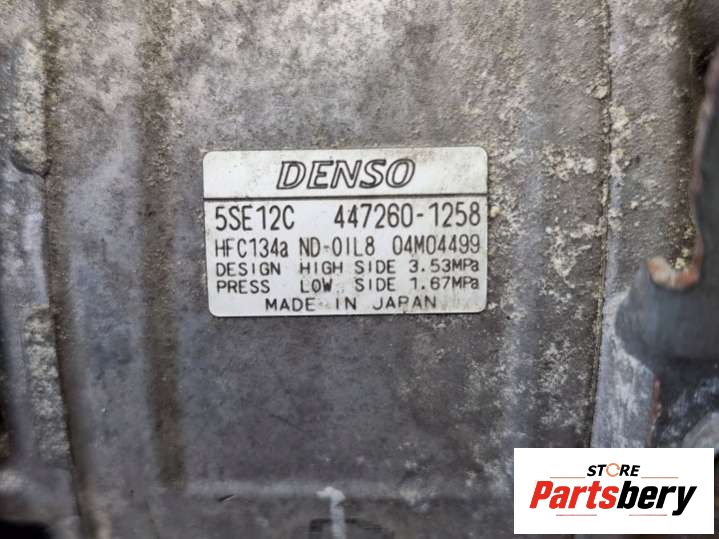 DENSO
5SE12C 447260-1258
HFC134a ND-OIL8 04M04499
DESIGN HIGH SIDE 3.53MPa
PRESS LOW SIDE 1.67MPa
MADE IN JAPAN
STORE
Partsbery